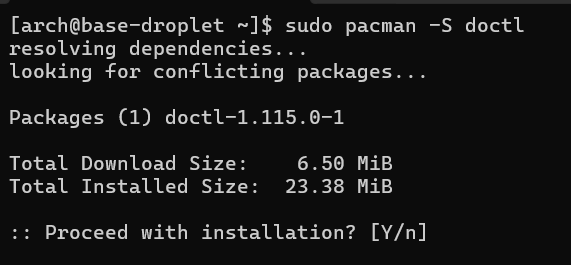 [arch@base-droplet ~]$ sudo pacman -S doctl
resolving dependencies...
looking for conflicting packages...
Packages (1) doctl-1.115.0-1
Total Download Size:    6.50 MiB
Total Installed Size:  23.38 MiB
:: Proceed with installation? [Y/n]